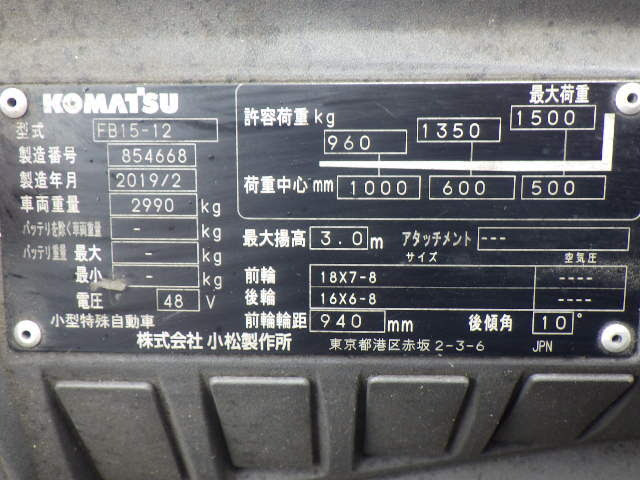 KOMATSU
型式 FB15-12
製造番号 854668
製造年月 2019/2
車両重量 2990 kg
バッテリを除く車両重量 - kg
バッテリ重量 最大 - kg
最小 - kg
電圧 48 V
小型特殊自動車
最大荷重
許容荷重 kg 960 1350 1500
荷重中心 mm 1000 600 500
最大揚高 3.0 m アタッチメント ---
サイズ 空気圧
前輪 18X7-8 ----
後輪 16X6-8 ----
前輪輪距 940 mm 後傾角 10°
株式会社 小松製作所 東京都港区赤坂 2-3-6 JPN